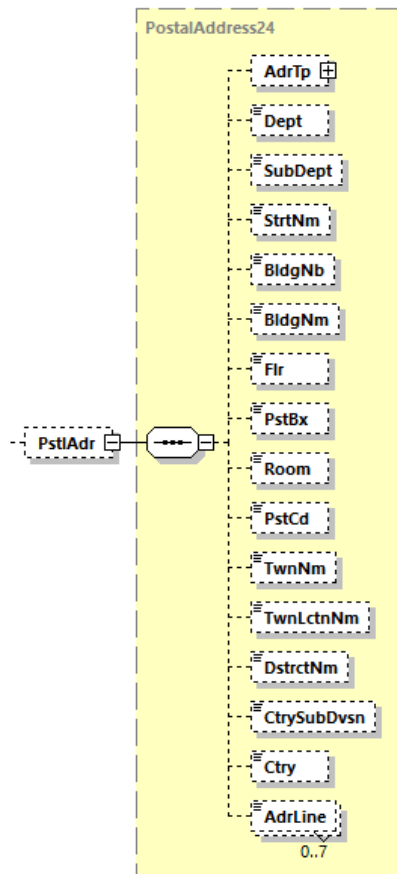 PostalAddress24
AdrTp
Dept
SubDept
StrtNm
BldgNb
BldgNm
Flr
PstlAdr
PstBx
Room
PstCd
TwnNm
TwnLctnNm
DstrctNm
CtrySubDvsn
Ctry
AdrLine
0..7